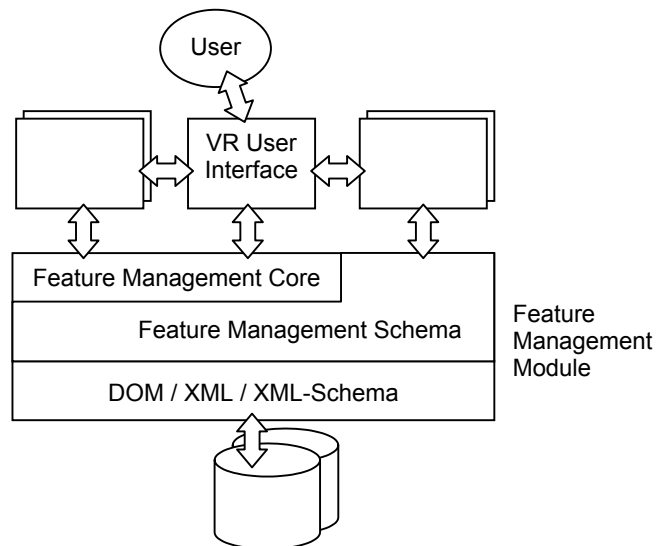 User
VR User
Interface
Feature Management Core
Feature Management Schema
DOM / XML / XML-Schema
Feature
Management
Module